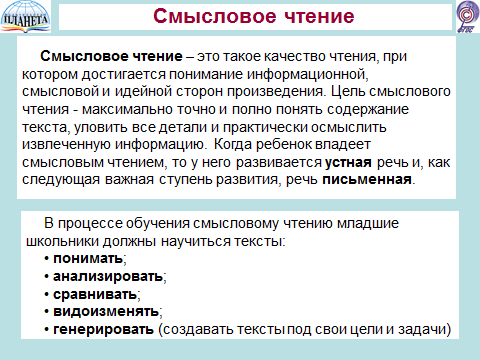 ПЛАНЕТА
Смысловое чтение
ФГОС
Смысловое чтение – это такое качество чтения, при
котором достигается понимание информационной,
смысловой и идейной сторон произведения. Цель смыслового
чтения - максимально точно и полно понять содержание
текста, уловить все детали и практически осмыслить
извлеченную информацию. Когда ребенок владеет
смысловым чтением, то у него развивается устная речь и, как
следующая важная ступень развития, речь письменная.
В процессе обучения смысловому чтению младшие
школьники должны научиться тексты:
• понимать;
• анализировать;
• сравнивать;
• видоизменять;
• генерировать (создавать тексты под свои цели и задачи)